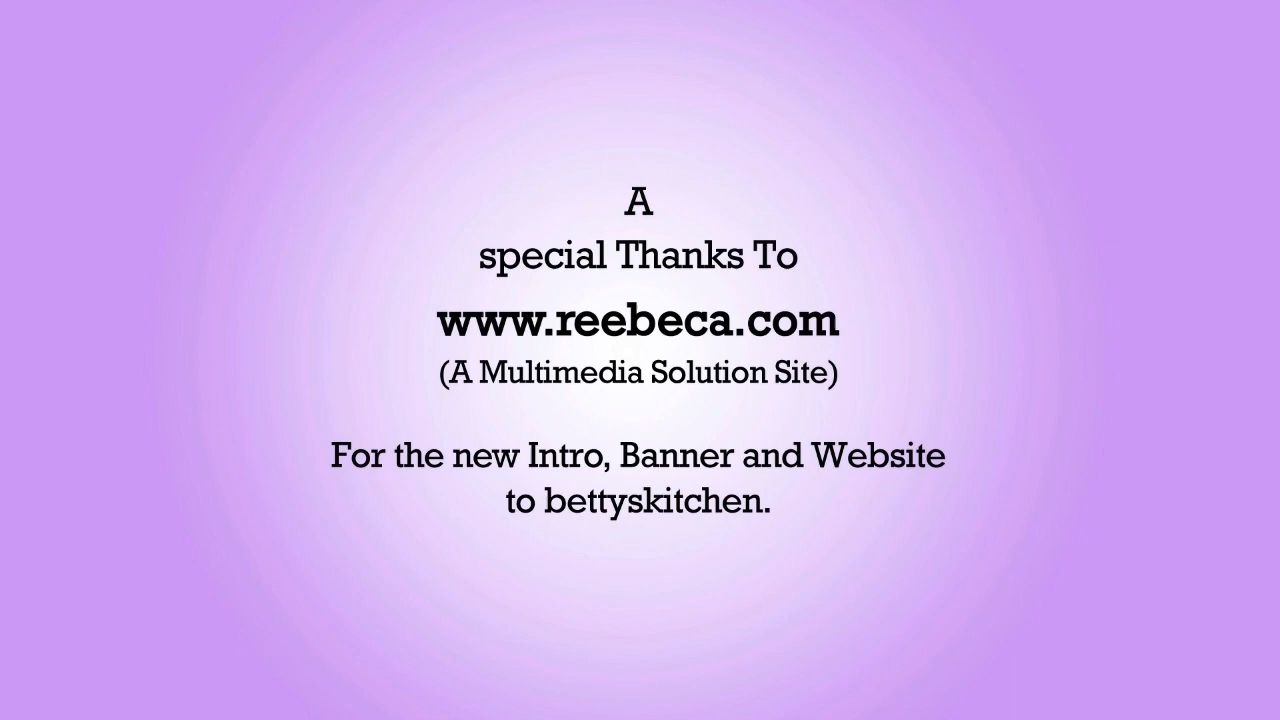 A
special Thanks To
www.reebeca.com
(A Multimedia Solution Site)
For the new Intro, Banner and Website
to bettyskitchen.